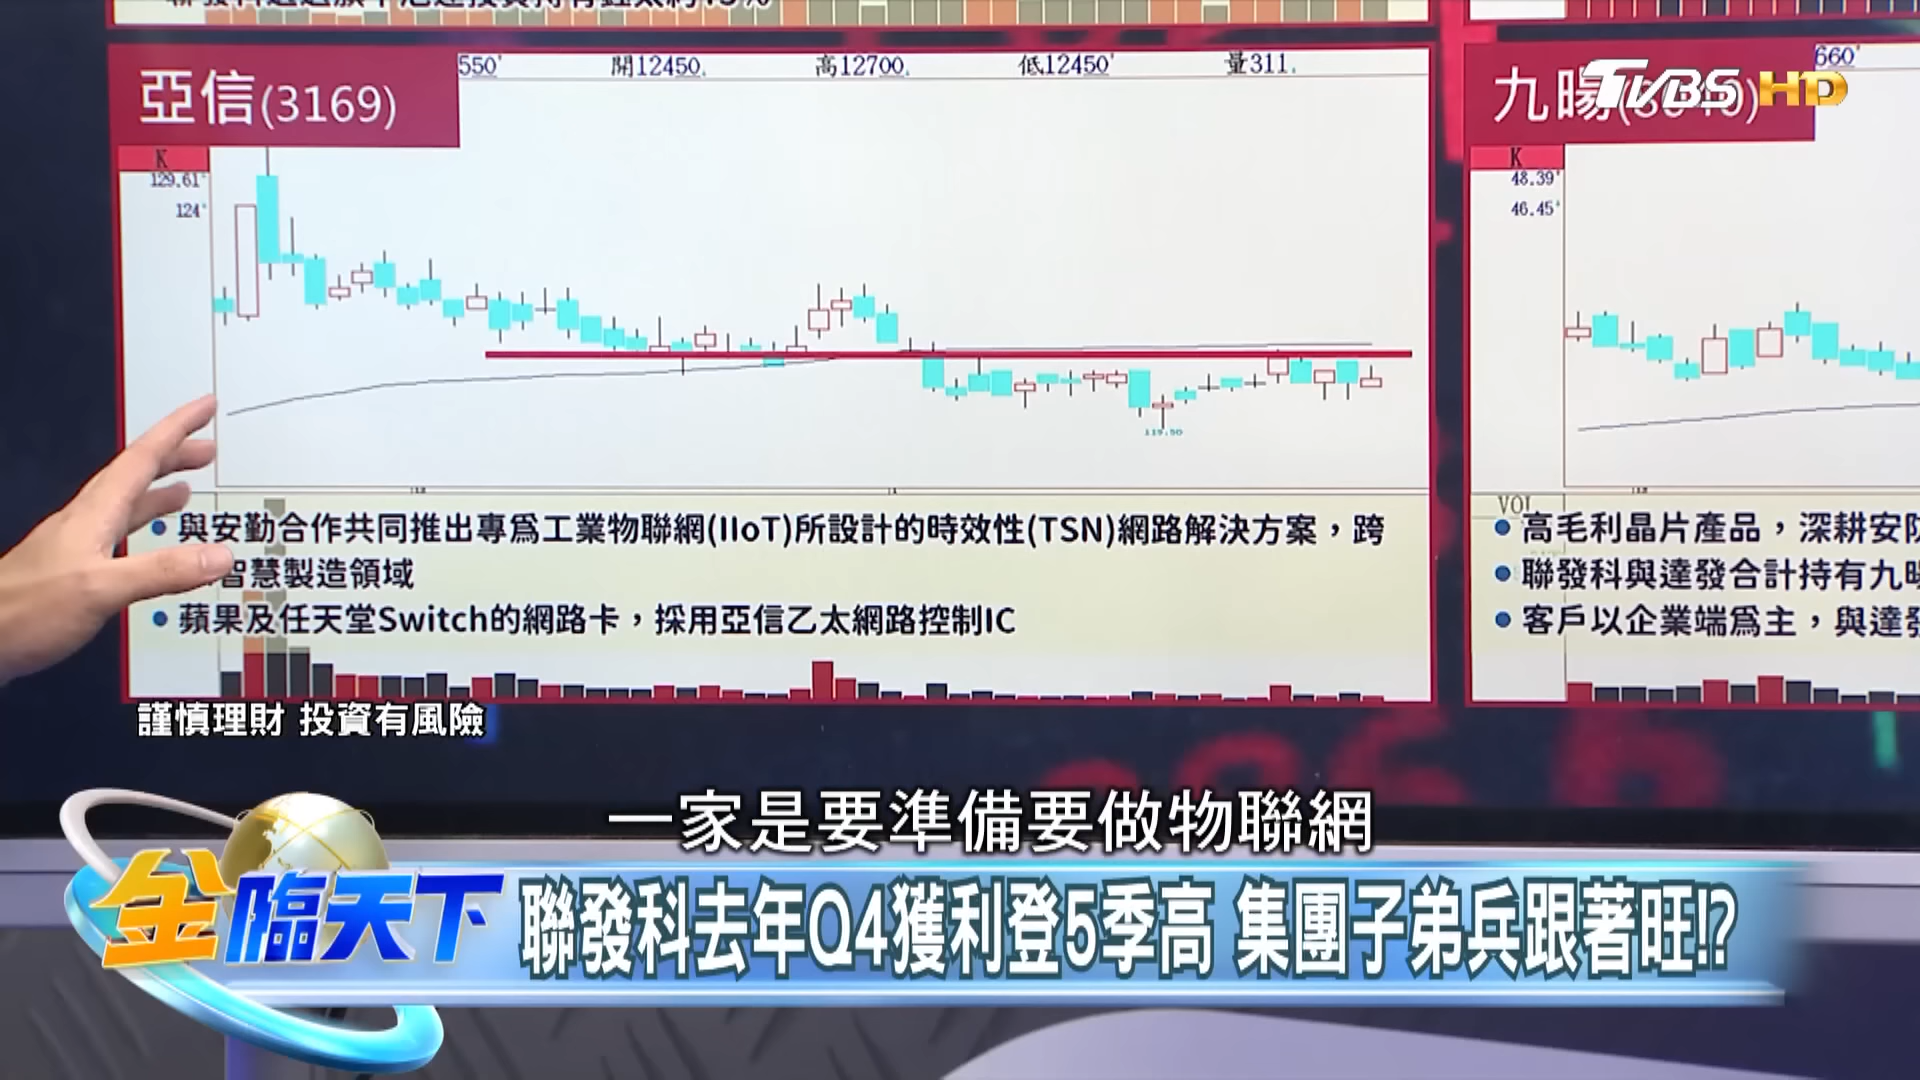 550
開12450
高12700
低12450
量311
亞信(3169)
K
129.61
124
119.50
與安勤合作共同推出專為工業物聯網(IIoT)所設計的時效性(TSN)網路解決方案，跨
智慧製造領域
蘋果及任天堂Switch的網路卡，採用亞信乙太網路控制IC
660
九暘
TVBS HD
K
48.39
46.45
VOL
高毛利晶片產品，深耕安防
聯發科與達發合計持有九暘
客戶以企業端為主，與達發
謹慎理財 投資有風險
一家是要準備要做物聯網
金臨天下
聯發科去年Q4獲利登5季高 集團子弟兵跟著旺!?